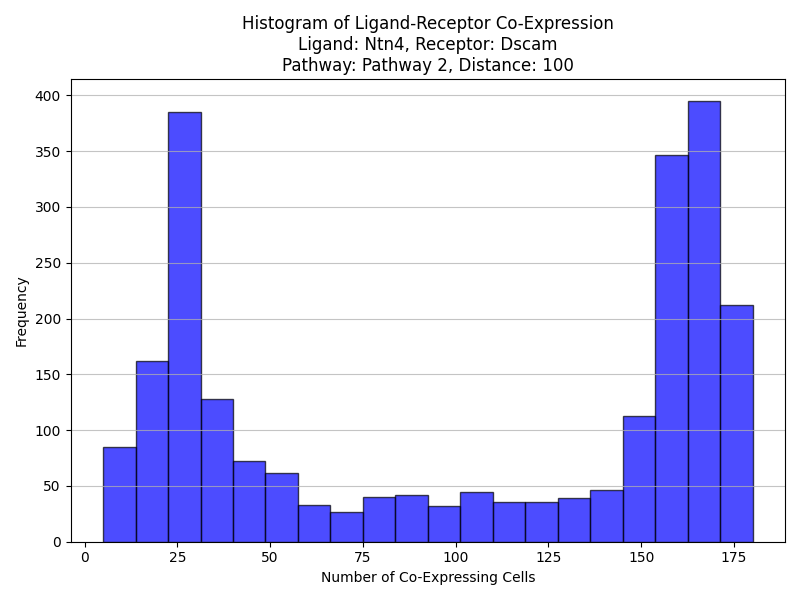 Histogram of Ligand-Receptor Co-Expression
Ligand: Ntn4, Receptor: Dscam
Pathway: Pathway 2, Distance: 100
400
350
300
250
200
150
100
50
0
Frequency
0 25 50 75 100 125 150 175
Number of Co-Expressing Cells